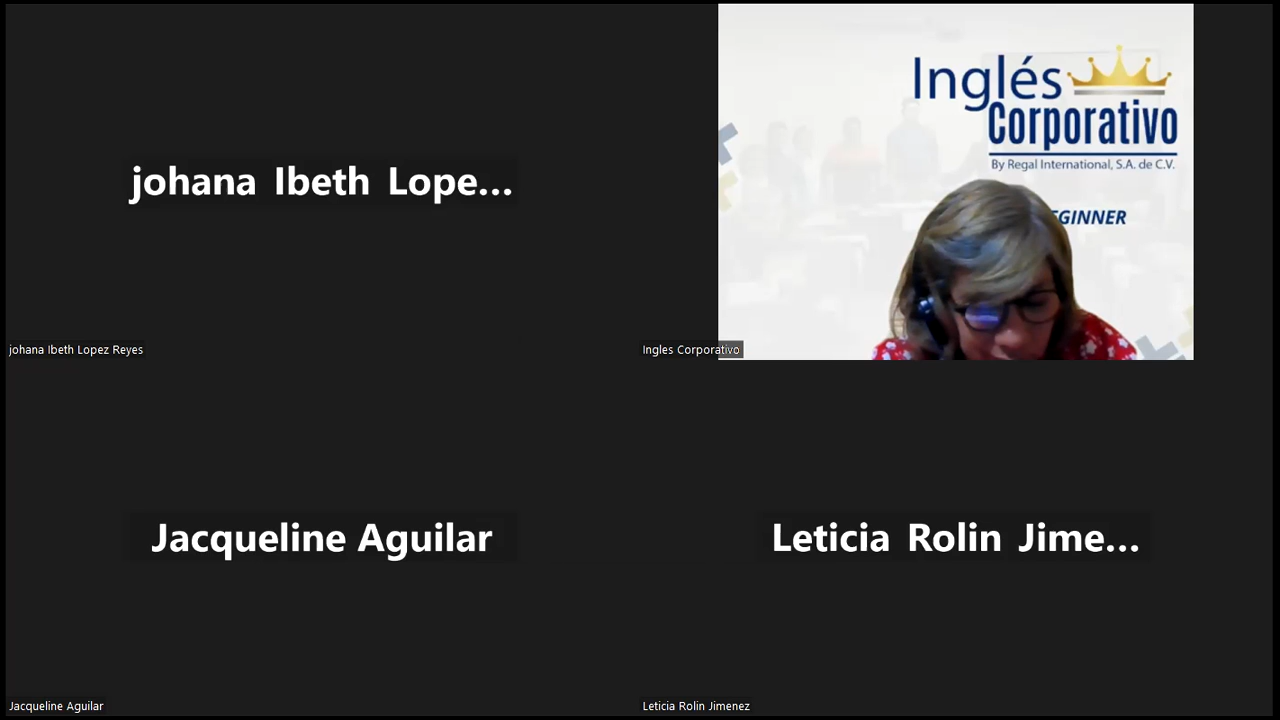 johana Ibeth Lope...
johana Ibeth Lopez Reyes
Inglés
Corporativo
By Regal International, S.A. de C.V.
EGINNER
Ingles Corporativo
Jacqueline Aguilar
Jacqueline Aguilar
Leticia Rolin Jime...
Leticia Rolin Jimenez